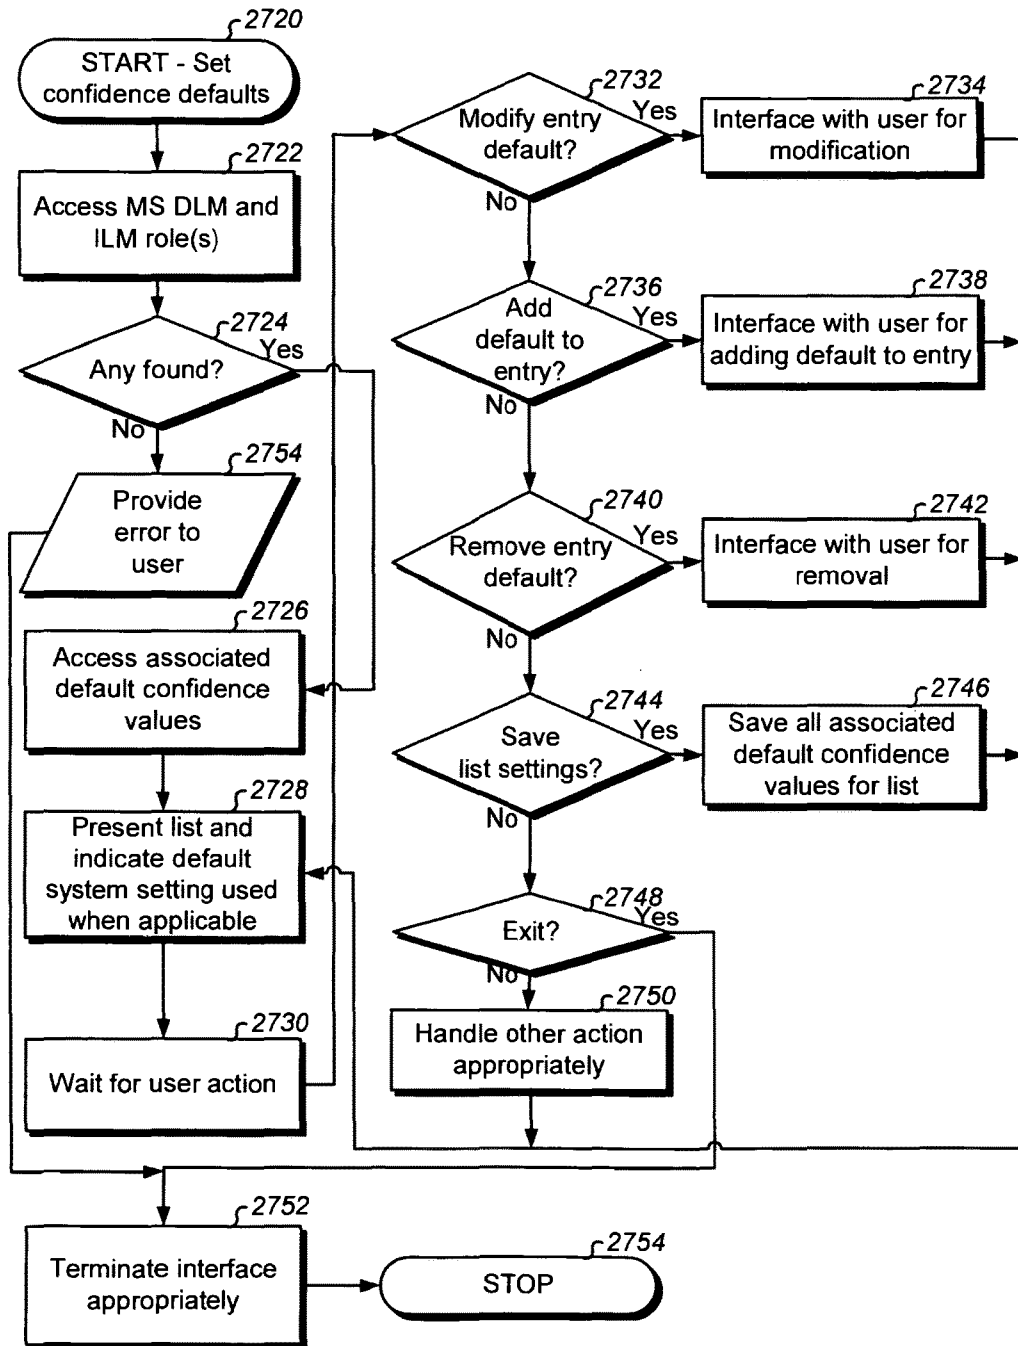 2720
START - Set
confidence defaults
2722
Access MS DLM and
ILM role(s)
2724
Yes
Any found?
No
2754
Provide
error to
user
2726
Access associated
default confidence
values
2728
Present list and
indicate default
system setting used
when applicable
2730
Wait for user action
2732
Yes
Modify entry
default?
No
2734
Interface with user for
modification
2736
Yes
Add
default to
entry?
No
2738
Interface with user for
adding default to entry
2740
Yes
Remove entry
default?
No
2742
Interface with user for
removal
2744
Yes
Save
list settings?
No
2746
Save all associated
default confidence
values for list
2748
Yes
Exit?
No
2750
Handle other action
appropriately
2752
Terminate interface
appropriately
2754
STOP